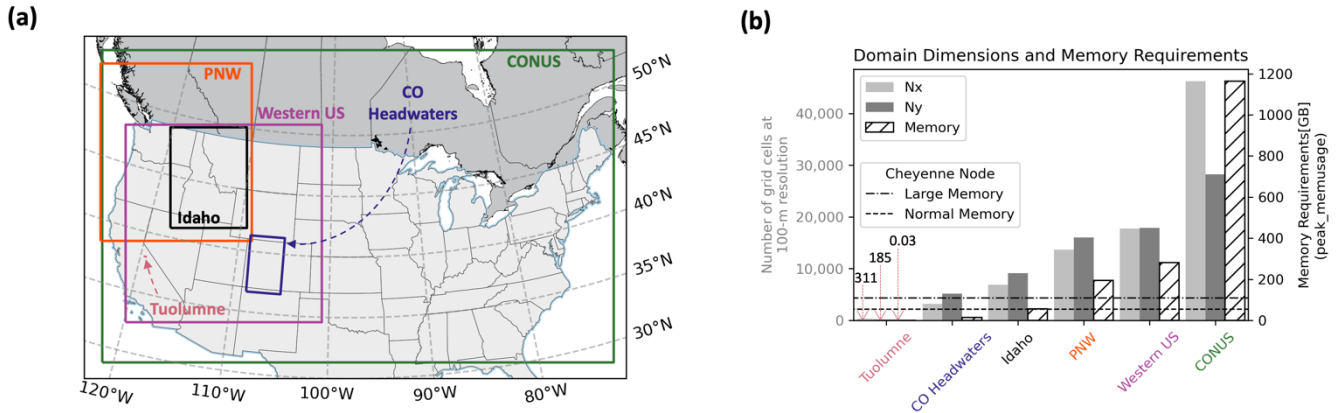 (a)
CONUS
PNW
CO
Headwaters
Western US
Idaho
Tuolumne
50°N
45°N
40°N
35°N
30°N
120°W
110°W
100°W
90°W
80°W
(b)
Domain Dimensions and Memory Requirements
Nx
Ny
Memory
Cheyenne Node
Large Memory
Normal Memory
Number of grid cells at
100-m resolution
40,000
30,000
20,000
10,000
0
311
185
0.03
1200
1000
800
600
400
200
0
Memory Requirements[GB]
(peak_memusage)
Tuolumne
CO Headwaters
Idaho
PNW
Western US
CONUS